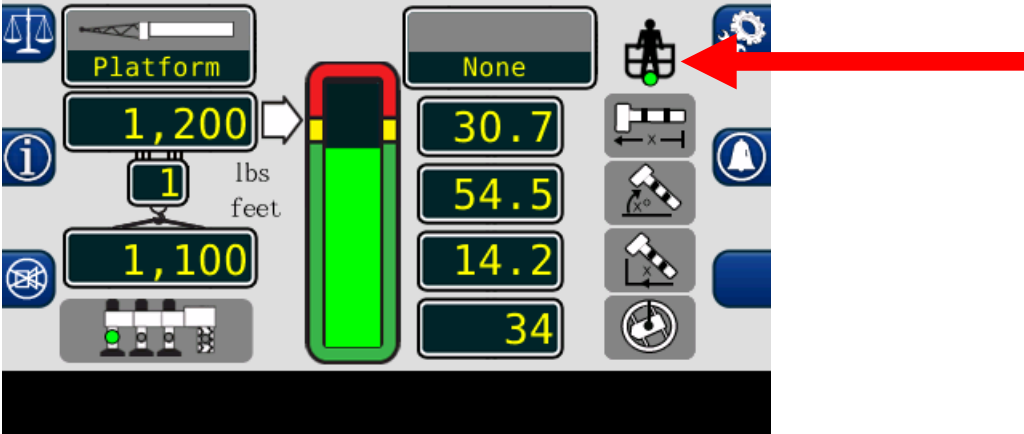 Platform
None
1,200
30.7
1
lbs
feet
54.5
1,100
14.2
34
x
x°
x